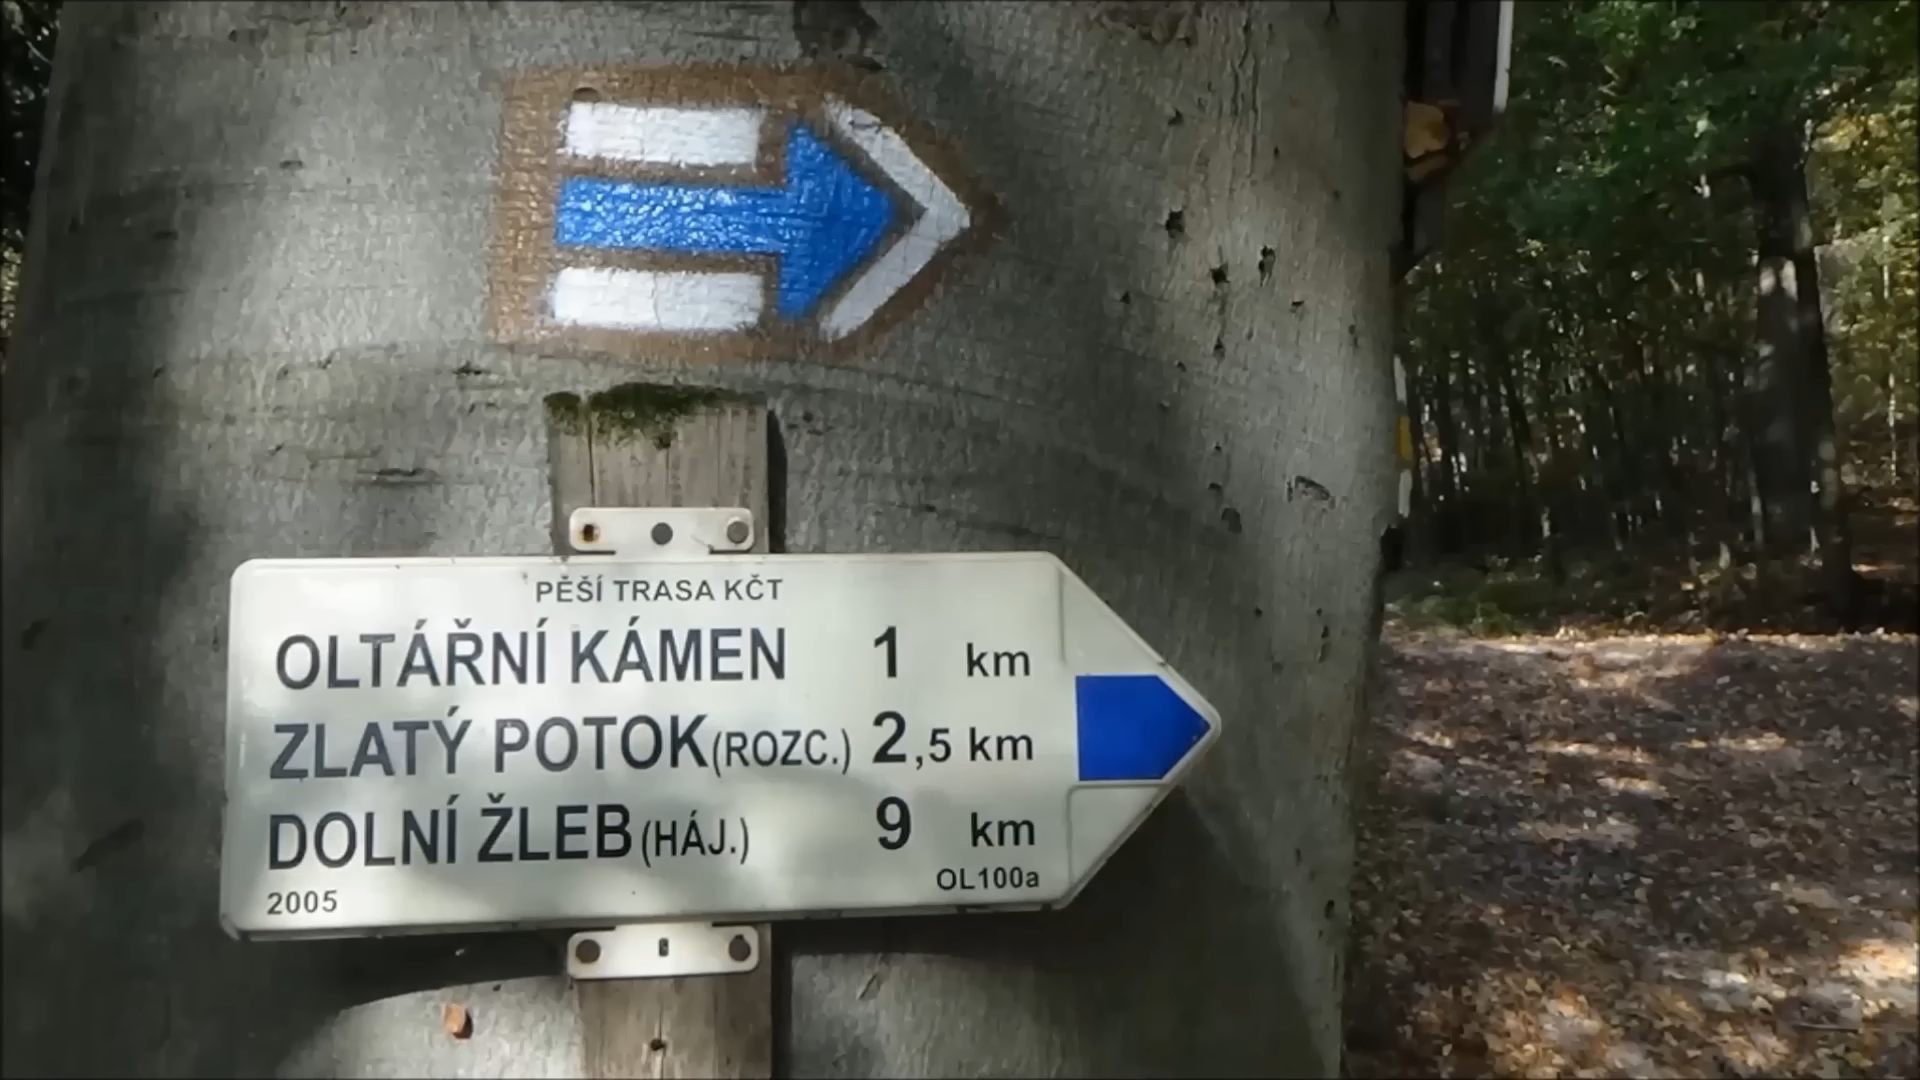 PĚŠÍ TRASA KČT
OLTÁŘNÍ KÁMEN 1 km
ZLATÝ POTOK (ROZC.) 2,5 km
DOLNÍ ŽLEB (HÁJ.) 9 km
2005 OL100a